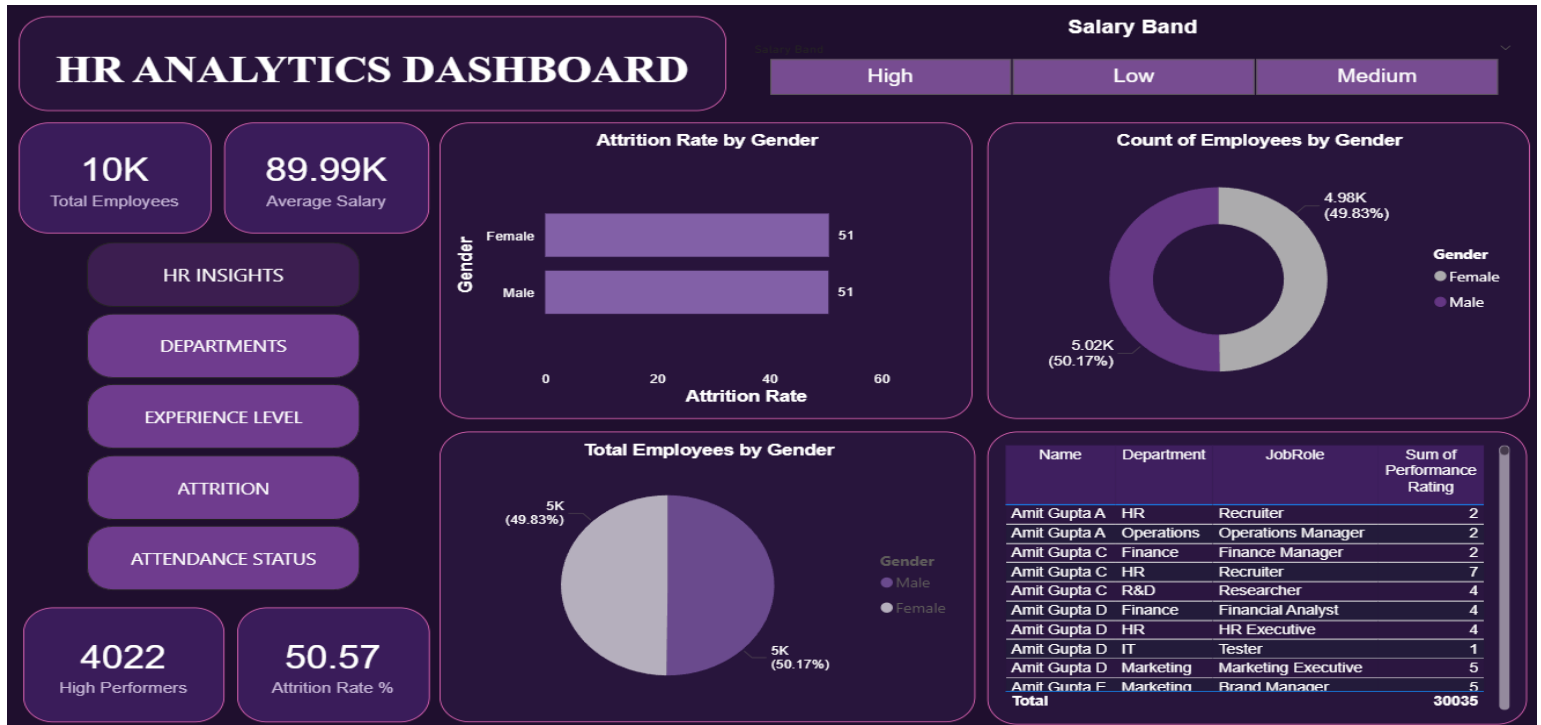 HR ANALYTICS DASHBOARD
Salary Band
Salary Band
High Low Medium
10K
Total Employees
89.99K
Average Salary
HR INSIGHTS
DEPARTMENTS
EXPERIENCE LEVEL
ATTRITION
ATTENDANCE STATUS
4022
High Performers
50.57
Attrition Rate %
Attrition Rate by Gender
Gender
Female 51
Male 51
0 20 40 60
Attrition Rate
Count of Employees by Gender
4.98K
(49.83%)
5.02K
(50.17%)
Gender
Female
Male
Total Employees by Gender
5K
(49.83%)
5K
(50.17%)
Gender
Male
Female
Name Department JobRole Sum of
Performance
Rating
Amit Gupta A HR Recruiter 2
Amit Gupta A Operations Operations Manager 2
Amit Gupta C Finance Finance Manager 2
Amit Gupta C HR Recruiter 7
Amit Gupta C R&D Researcher 4
Amit Gupta D Finance Financial Analyst 4
Amit Gupta D HR HR Executive 4
Amit Gupta D IT Tester 1
Amit Gupta D Marketing Marketing Executive 5
Amit Gupta Marketing Brand Manager 5
Total 30035